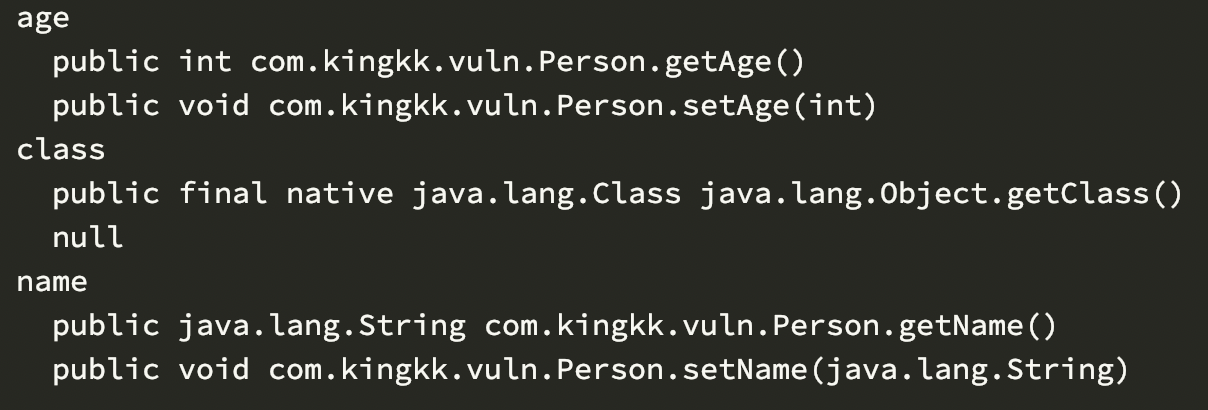 age
  public int com.kingkk.vuln.Person.getAge()
  public void com.kingkk.vuln.Person.setAge(int)
class
  public final native java.lang.Class java.lang.Object.getClass()
  null
name
  public java.lang.String com.kingkk.vuln.Person.getName()
  public void com.kingkk.vuln.Person.setName(java.lang.String)